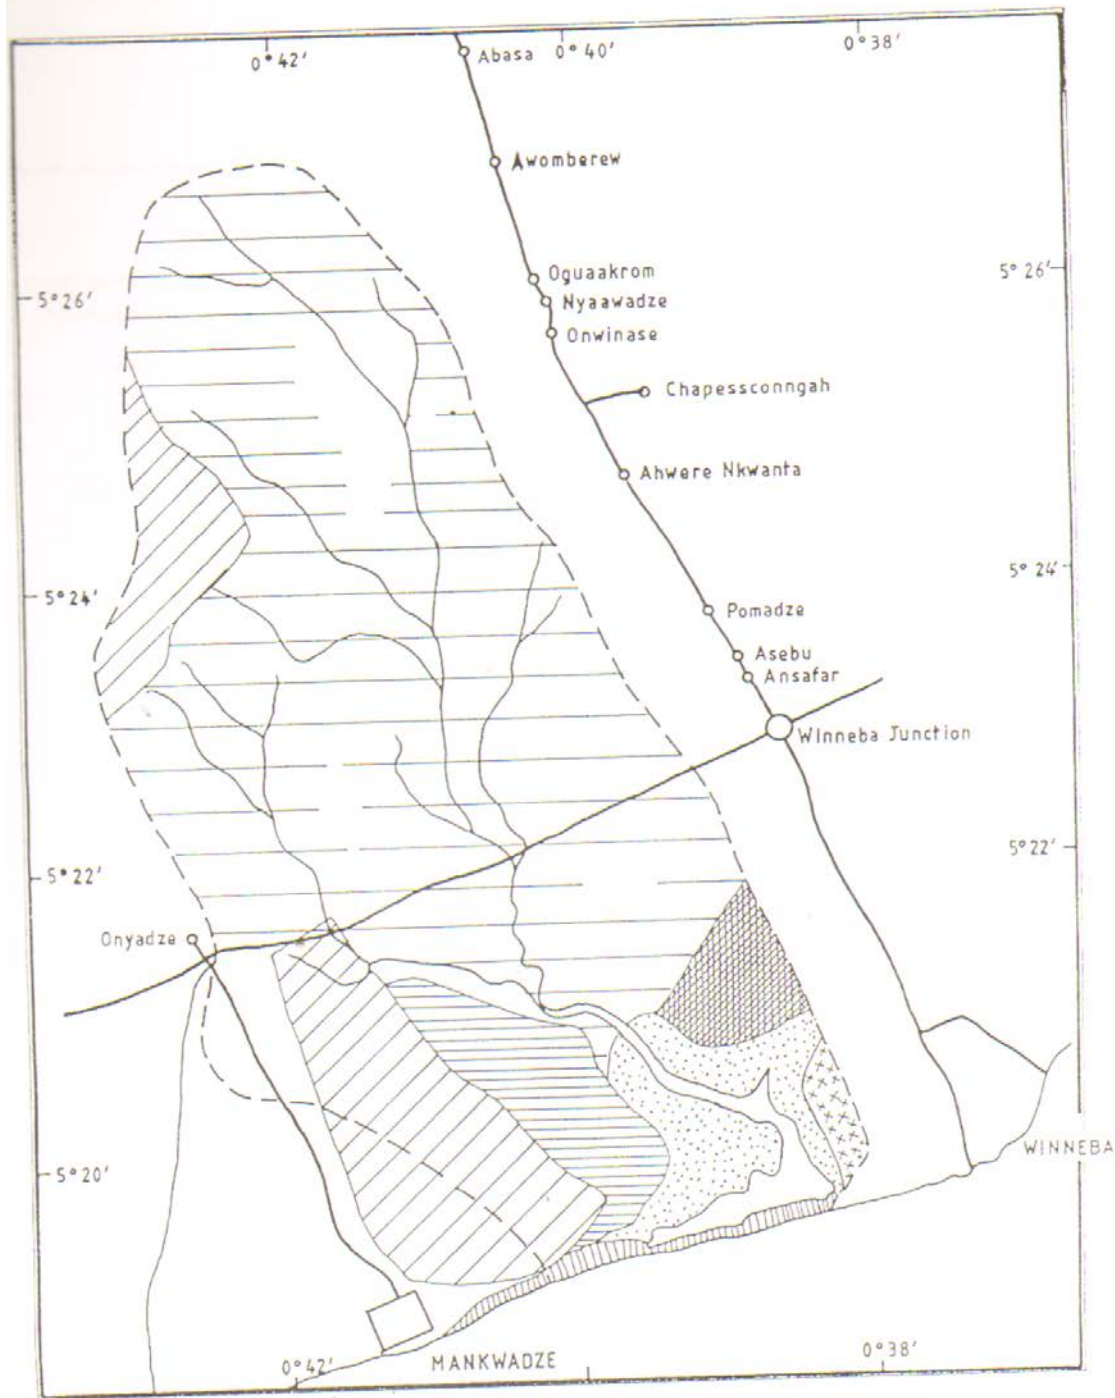 0° 42'
Abasa
0° 40'
0° 38'
Awomberew
Oguaakrom
5° 26'
5° 26'
Nyaawadze
Onwinase
Chapessconngah
Ahwere Nkwanta
5° 24'
5° 24'
Pomadze
Asebu
Ansafar
Winneba Junction
5° 22'
5° 22'
Onyadze
WINNEBA
5° 20'
0° 42'
MANKWADZE
0° 38'